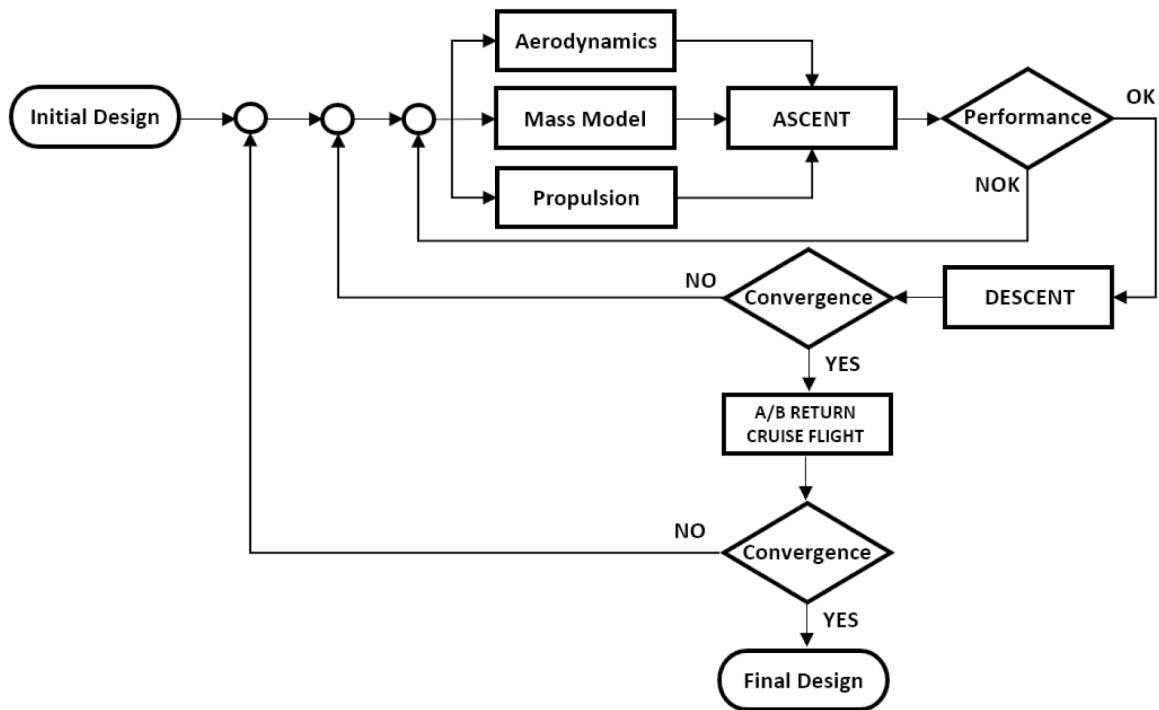 Aerodynamics
Initial Design
Mass Model
ASCENT
Performance
OK
NOK
Propulsion
NO
Convergence
DESCENT
YES
A/B RETURN
CRUISE FLIGHT
NO
Convergence
YES
Final Design